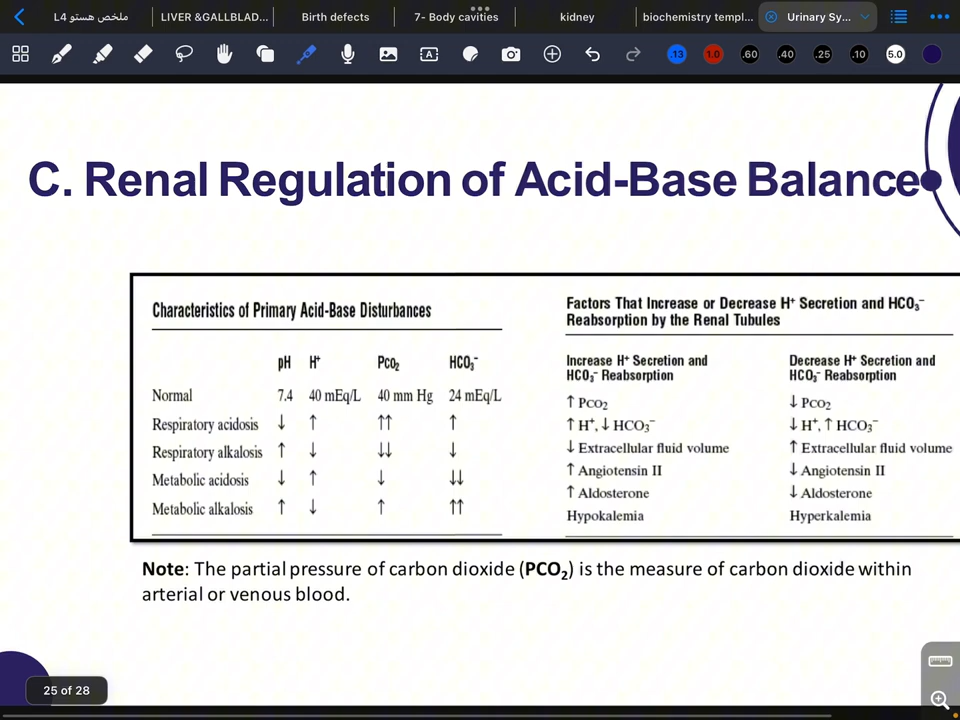 ملخص هستو L4
LIVER &GALLBLAD...
Birth defects
7- Body cavities
kidney
biochemistry templ...
Urinary Sy...
13 1.0 .60 .40 .25 .10 5.0
C. Renal Regulation of Acid-Base Balance
Characteristics of Primary Acid-Base Disturbances
pH H⁺ Pco₂ HCO₃⁻
Normal 7.4 40 mEq/L 40 mm Hg 24 mEq/L
Respiratory acidosis ↓ ↑ ↑↑ ↑
Respiratory alkalosis ↑ ↓ ↓↓ ↓
Metabolic acidosis ↓ ↑ ↓ ↓↓
Metabolic alkalosis ↑ ↓ ↑ ↑↑
Factors That Increase or Decrease H⁺ Secretion and HCO₃⁻
Reabsorption by the Renal Tubules
Increase H⁺ Secretion and
HCO₃⁻ Reabsorption
↑ PCO₂
↑ H⁺, ↓ HCO₃⁻
↓ Extracellular fluid volume
↑ Angiotensin II
↑ Aldosterone
Hypokalemia
Decrease H⁺ Secretion and
HCO₃⁻ Reabsorption
↓ PCO₂
↓ H⁺, ↑ HCO₃⁻
↑ Extracellular fluid volume
↓ Angiotensin II
↓ Aldosterone
Hyperkalemia
Note: The partial pressure of carbon dioxide (PCO₂) is the measure of carbon dioxide within
arterial or venous blood.
25 of 28